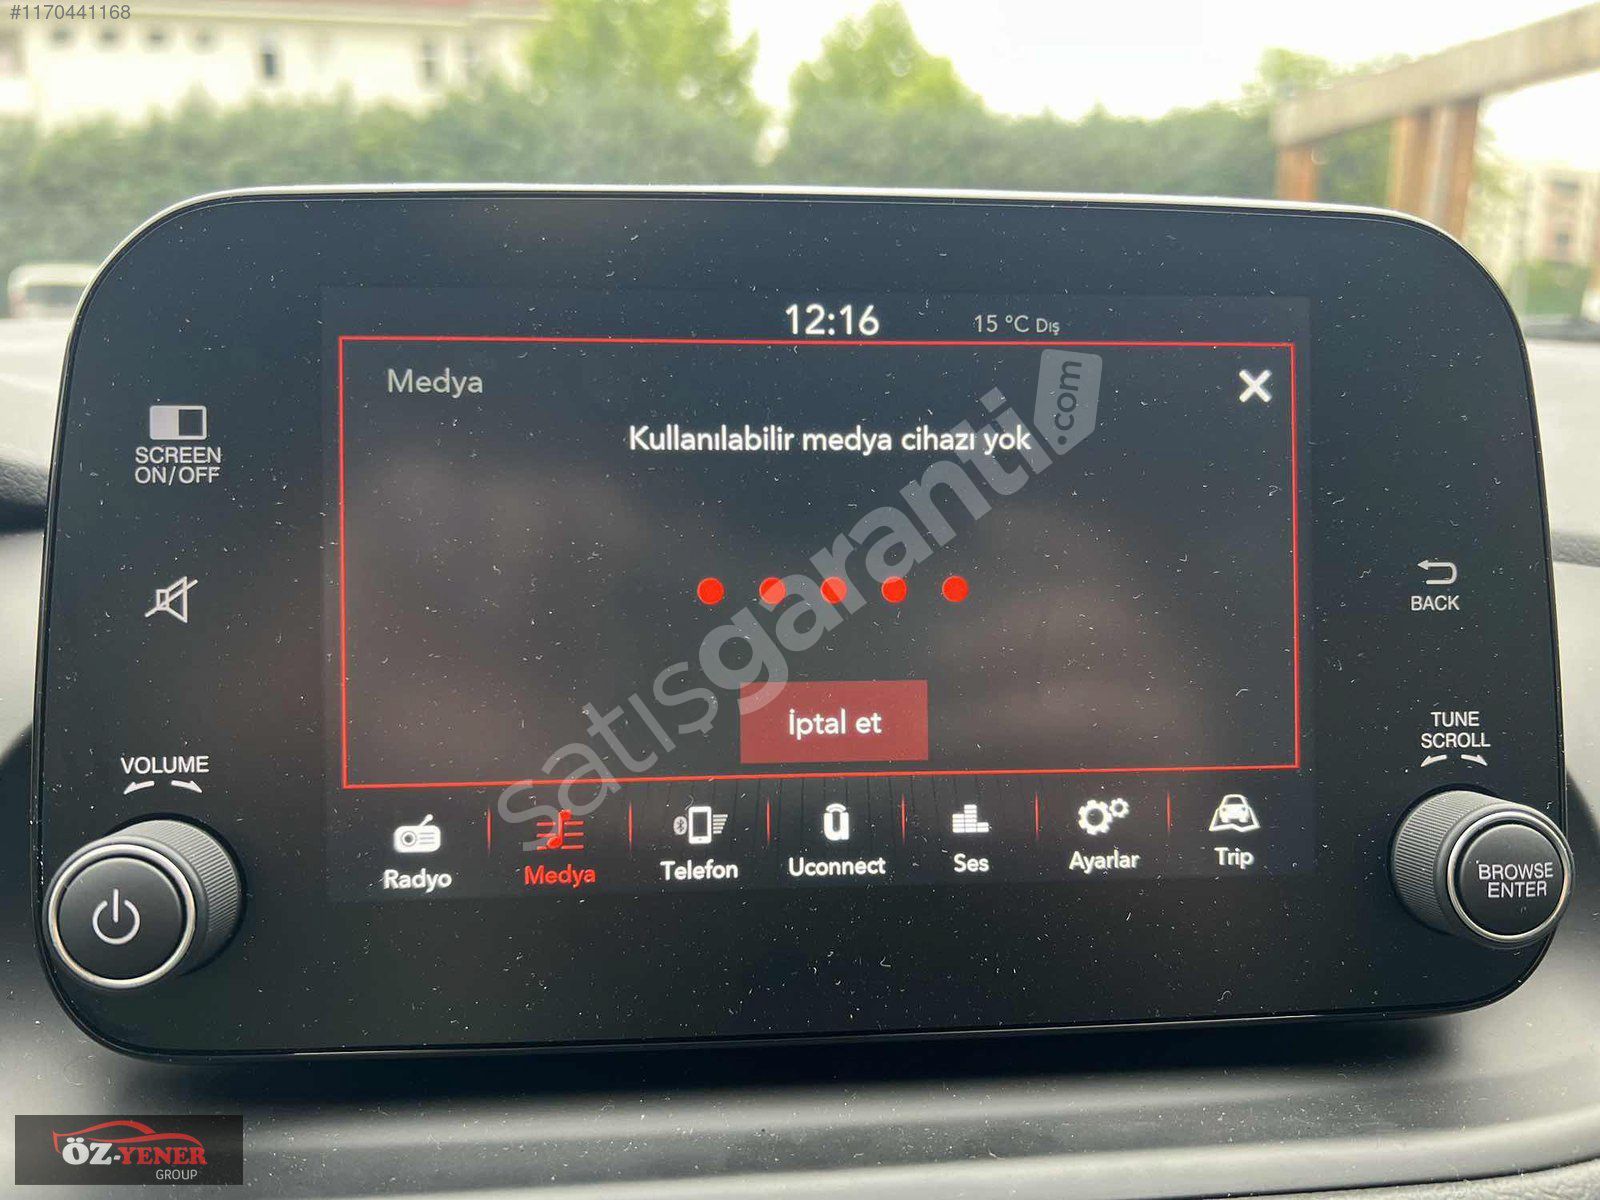 #1170441168
12:16
15 °C Dış
Medya
Kullanılabilir medya cihazı yok
satışgaranti.com
SCREEN
ON/OFF
BACK
İptal et
TUNE
SCROLL
VOLUME
Radyo
Medya
Telefon
Uconnect
Ses
Ayarlar
Trip
BROWSE
ENTER
ÖZ-YENER
GROUP